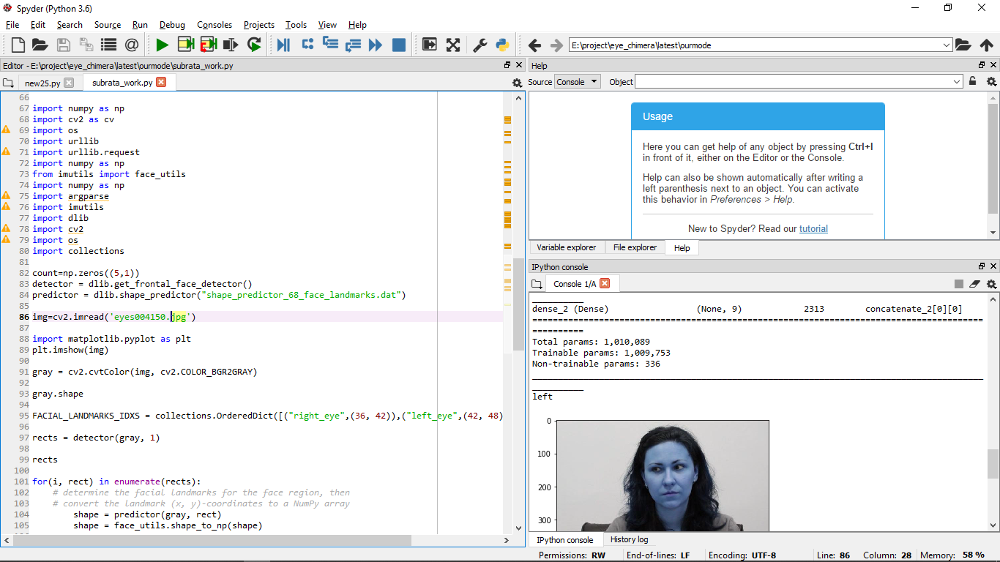 Spyder (Python 3.6)
File Edit Search Source Run Debug Consoles Projects Tools View Help
E:\project\eye_chimera\latest\ourmode
Editor - E:\project\eye_chimera\latest\ourmode\subrata_work.py
new25.py subrata_work.py
66
67 import numpy as np
68 import cv2 as cv
69 import os
70 import urllib
71 import urllib.request
72 import numpy as np
73 from imutils import face_utils
74 import numpy as np
75 import argparse
76 import imutils
77 import dlib
78 import cv2
79 import os
80 import collections
81
82 count=np.zeros((5,1))
83 detector = dlib.get_frontal_face_detector()
84 predictor = dlib.shape_predictor("shape_predictor_68_face_landmarks.dat")
85
86 img=cv2.imread('eyes004150.jpg')
87
88 import matplotlib.pyplot as plt
89 plt.imshow(img)
90
91 gray = cv2.cvtColor(img, cv2.COLOR_BGR2GRAY)
92
93 gray.shape
94
95 FACIAL_LANDMARKS_IDXS = collections.OrderedDict([("right_eye",(36, 42)),("left_eye",(42, 48)
96
97 rects = detector(gray, 1)
98
99 rects
100
101 for(i, rect) in enumerate(rects):
102 # determine the facial landmarks for the face region, then
103 # convert the landmark (x, y)-coordinates to a NumPy array
104 shape = predictor(gray, rect)
105 shape = face_utils.shape_to_np(shape)
Help
Source Console Object
Usage
Here you can get help of any object by pressing Ctrl+I
in front of it, either on the Editor or the Console.
Help can also be shown automatically after writing a
left parenthesis next to an object. You can activate
this behavior in Preferences > Help.
New to Spyder? Read our tutorial
Variable explorer File explorer Help
IPython console
Console 1/A
__________
dense_2 (Dense) (None, 9) 2313 concatenate_2[0][0]
========================================================================================
==========
Total params: 1,010,089
Trainable params: 1,009,753
Non-trainable params: 336
________________________________________________________________________________________
__________
left
0
100
200
300
IPython console History log
Permissions: RW End-of-lines: LF Encoding: UTF-8 Line: 86 Column: 28 Memory: 58 %